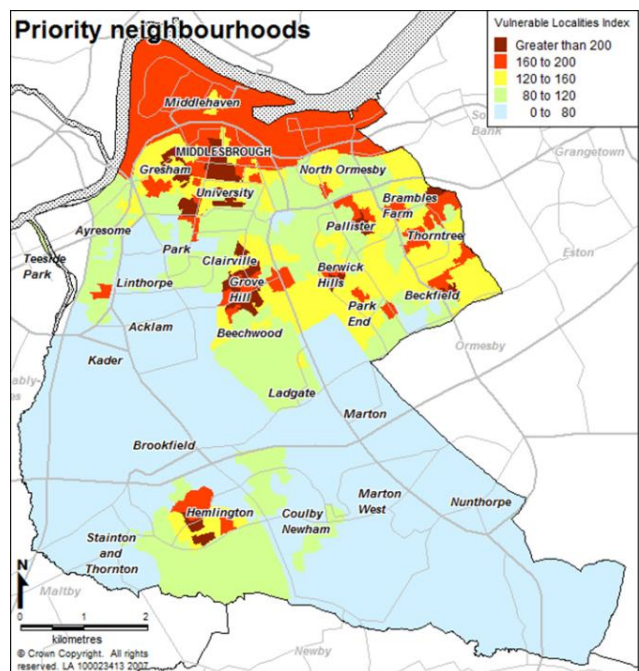 Priority neighbourhoods
Vulnerable Localities Index
Greater than 200
160 to 200
120 to 160
80 to 120
0 to 80
Middlehaven
MIDDLESBROUGH
Gresham
North Ormesby
Grangetown
University
Brambles
Farm
Ayresome
Pallister
Thorntree
Park
Teeside
Park
Clairville
Eston
Linthorpe
Grove
Hill
Berwick
Hills
Beckfield
Acklam
Park
End
Beechwood
Ormesby
Kader
Ladgate
Marton
Brookfield
Marton
West
Nunthorpe
Hemlington
Coulby
Newham
Stainton
and
Thornton
N
Maltby
0 1 2
kilometres
Newby
© Crown Copyright. All rights
reserved. LA 100023413 2007